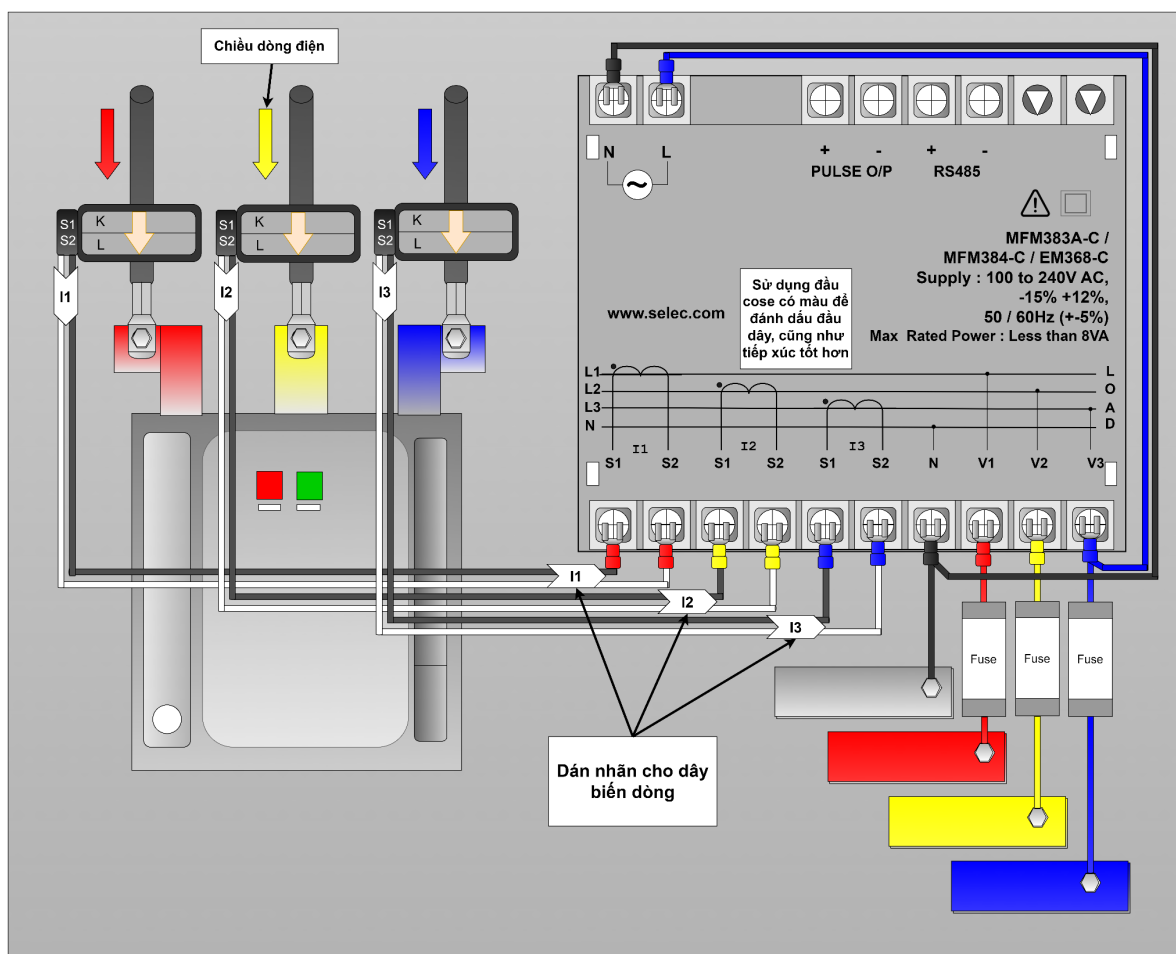 Chiều dòng điện
N
L
+
-
+
-
PULSE O/P
RS485
S1
S2
K
L
S1
S2
K
L
S1
S2
K
L
I1
I2
I3
MFM383A-C /
MFM384-C / EM368-C
Supply : 100 to 240V AC,
-15% +12%,
50 / 60Hz (+-5%)
Max Rated Power : Less than 8VA
www.selec.com
Sử dụng đầu
cose có màu để
đánh dấu đầu
dây, cũng như
tiếp xúc tốt hơn
L1
L
L2
O
L3
A
N
D
I1
I2
I3
S1
S2
S1
S2
S1
S2
N
V1
V2
V3
I1
I2
I3
Fuse
Fuse
Fuse
Dán nhãn cho dây
biến dòng